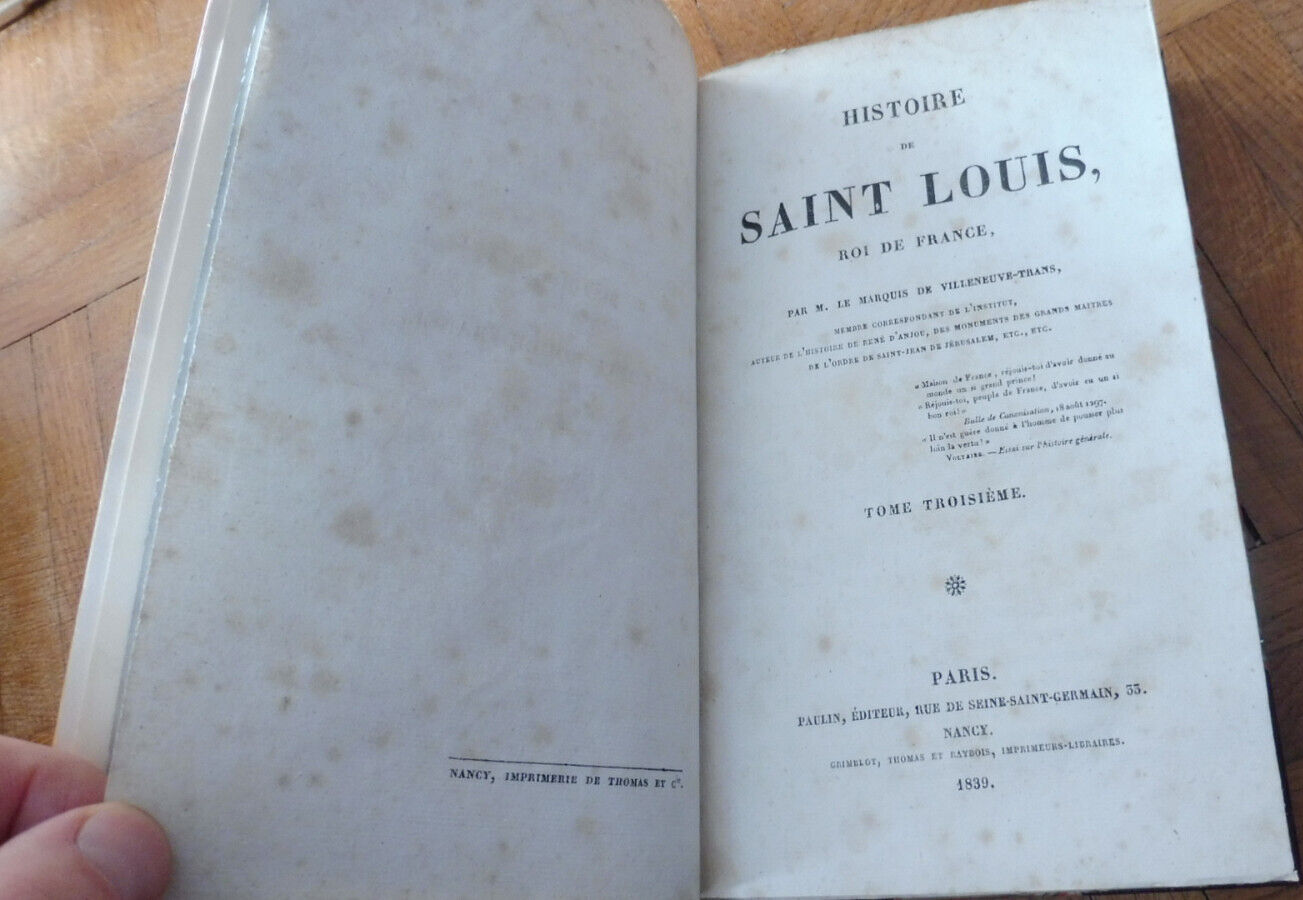 NANCY, IMPRIMERIE DE THOMAS ET Cⁱᵉ.
HISTOIRE
DE
SAINT LOUIS,
ROI DE FRANCE,
PAR M. LE MARQUIS DE VILLENEUVE-TRANS,
MEMBRE CORRESPONDANT DE L'INSTITUT,
AUTEUR DE L'HISTOIRE DE RENÉ D'ANJOU, DES MONUMENTS DES GRANDS MAITRES
DE L'ORDRE DE SAINT-JEAN DE JÉRUSALEM, ETC., ETC.
« Maison de France, réjouis-toi d'avoir donné au
monde un si grand prince!
« Réjouis-toi, peuple de France, d'avoir eu un si
bon roi! »
Bulle de Canonisation, 18 août 1297.
« Il n'est guère donné à l'homme de pousser plus
loin la vertu! »
VOLTAIRE. — Essai sur l'histoire générale.
TOME TROISIÈME.
PARIS.
PAULIN, ÉDITEUR, RUE DE SEINE-SAINT-GERMAIN, 33.
NANCY.
GRIMBLOT, THOMAS ET RAYBOIS, IMPRIMEURS-LIBRAIRES.
1839.